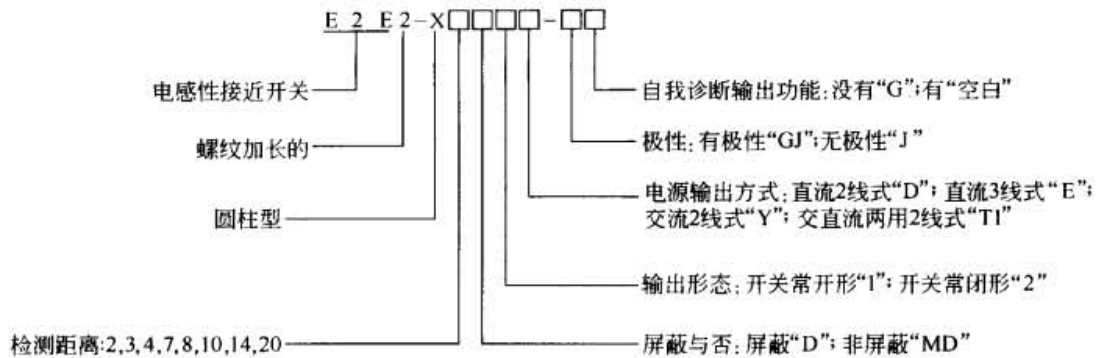 E 2 E2-X□□□□-□□
电感性接近开关
自我诊断输出功能:没有“G”;有“空白”
螺纹加长的
极性:有极性“GJ”;无极性“J”
圆柱型
电源输出方式:直流2线式“D”;直流3线式“E”;
交流2线式“Y”;交直流两用2线式“T1”
输出形态:开关常开形“1”;开关常闭形“2”
检测距离:2,3,4,7,8,10,14,20
屏蔽与否:屏蔽“D”;非屏蔽“MD”